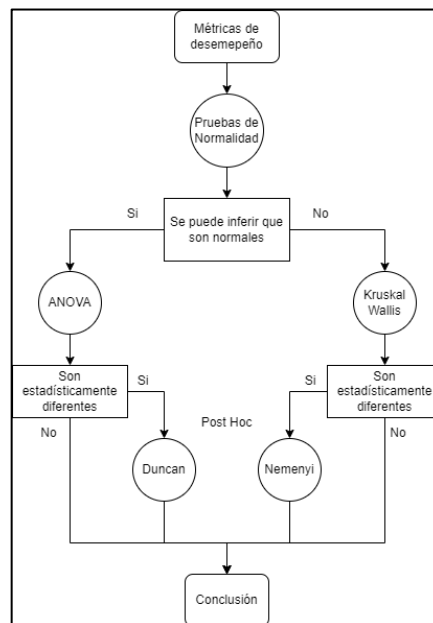 Métricas de
desemepeño
Pruebas de
Normalidad
Si
Se puede inferir que
son normales
No
ANOVA
Kruskal
Wallis
Son
estadísticamente
diferentes
Si
No
Si
Son
estadísticamente
diferentes
No
Post Hoc
Duncan
Nemenyi
Conclusión